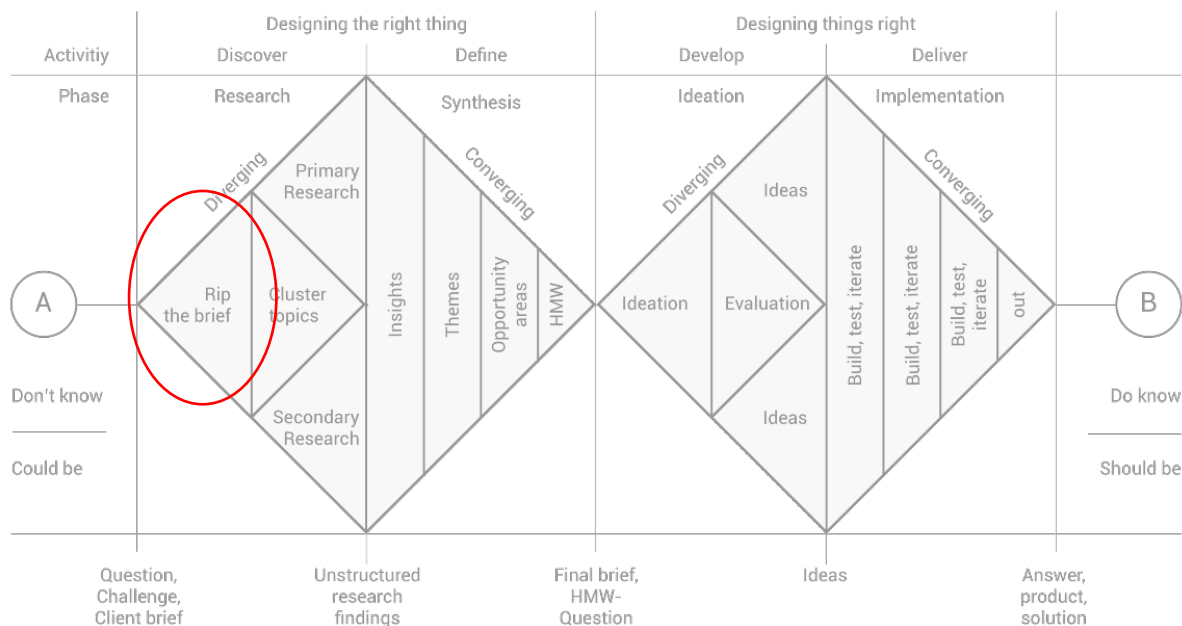 Designing the right thing
Designing things right
Activitiy
Discover
Define
Develop
Deliver
Phase
Research
Synthesis
Ideation
Implementation
Diverging
Converging
Diverging
Converging
Primary
Research
Rip
the brief
Cluster
topics
Secondary
Research
Insights
Themes
Opportunity
areas
HMW
Ideas
Ideation
Evaluation
Ideas
Build, test, iterate
Build, test, iterate
Build, test,
iterate
out
A
B
Don't know
Could be
Do know
Should be
Question,
Challenge,
Client brief
Unstructured
research
findings
Final brief,
HMW-
Question
Ideas
Answer,
product,
solution